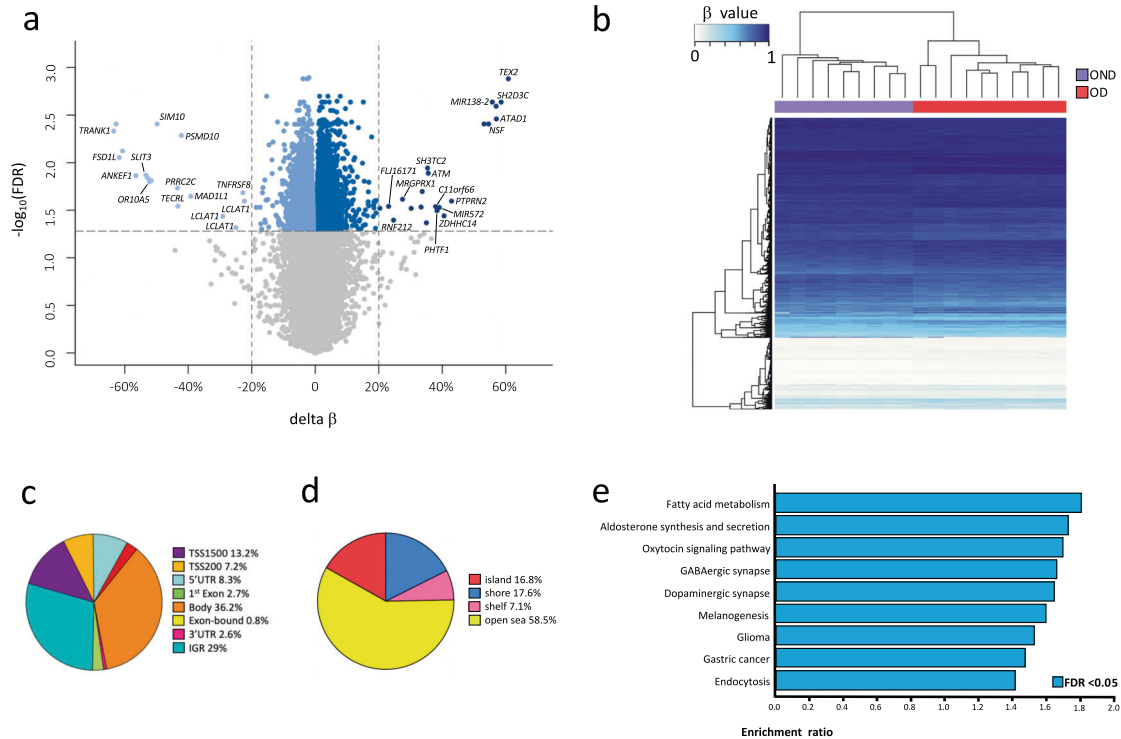 a
-log10(FDR)
3.0
2.5
2.0
1.5
1.0
0.5
0.0
-60%
-40%
-20%
0
20%
40%
60%
delta β
TEX2
MIR138-2
SH2D3C
ATAD1
NSF
SIM10
TRANK1
PSMD10
FSD1L
SLIT3
ANKEF1
PRRC2C
OR10A5
TECRL
MAD1L1
TNFRSF8
LCLAT1
LCLAT1
SH3TC2
ATM
FLJ16171
MRGPRX1
C11orf66
PTPRN2
MIR572
RNF212
ZDHHC14
PHTF1
b
β value
0
1
OND
OD
c
TSS1500 13.2%
TSS200 7.2%
5'UTR 8.3%
1st Exon 2.7%
Body 36.2%
Exon-bound 0.8%
3'UTR 2.6%
IGR 29%
d
island 16.8%
shore 17.6%
shelf 7.1%
open sea 58.5%
e
Fatty acid metabolism
Aldosterone synthesis and secretion
Oxytocin signaling pathway
GABAergic synapse
Dopaminergic synapse
Melanogenesis
Glioma
Gastric cancer
Endocytosis
FDR <0.05
0.0
0.2
0.4
0.6
0.8
1.0
1.2
1.4
1.6
1.8
2.0
Enrichment ratio